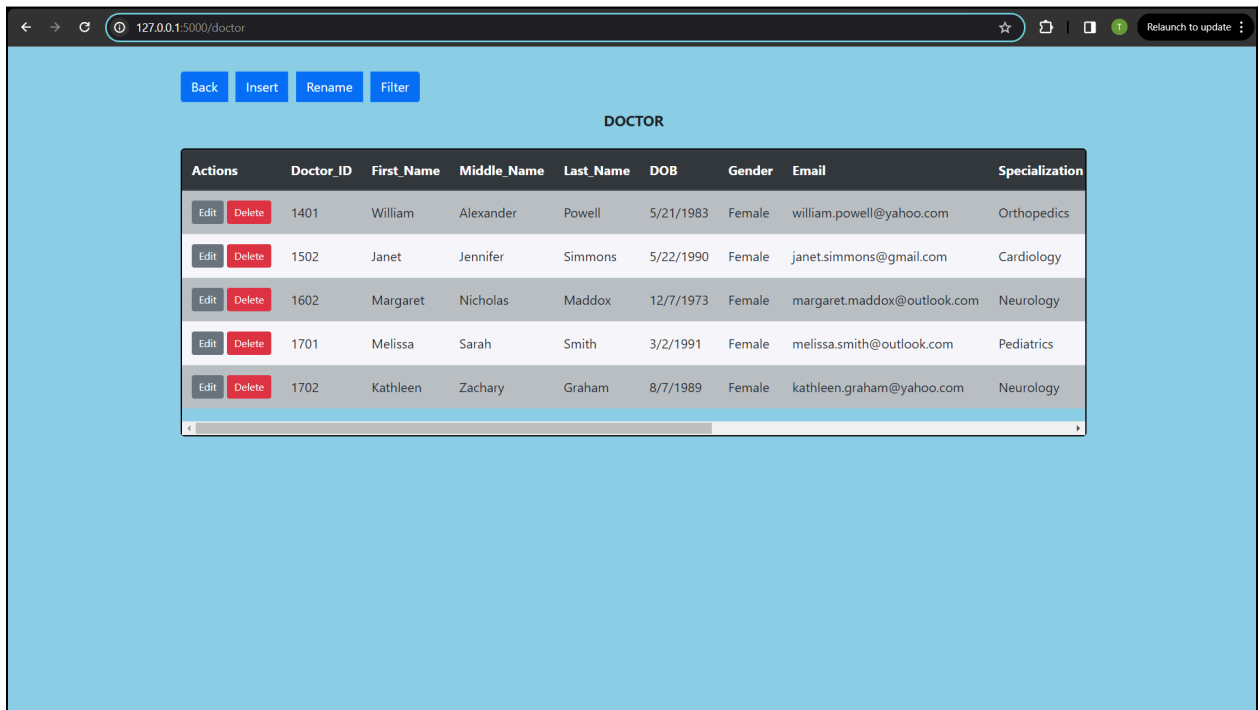 127.0.0.1:5000/doctor T Relaunch to update
Back Insert Rename Filter
DOCTOR
Actions Doctor_ID First_Name Middle_Name Last_Name DOB Gender Email Specialization
Edit Delete 1401 William Alexander Powell 5/21/1983 Female william.powell@yahoo.com Orthopedics
Edit Delete 1502 Janet Jennifer Simmons 5/22/1990 Female janet.simmons@gmail.com Cardiology
Edit Delete 1602 Margaret Nicholas Maddox 12/7/1973 Female margaret.maddox@outlook.com Neurology
Edit Delete 1701 Melissa Sarah Smith 3/2/1991 Female melissa.smith@outlook.com Pediatrics
Edit Delete 1702 Kathleen Zachary Graham 8/7/1989 Female kathleen.graham@yahoo.com Neurology